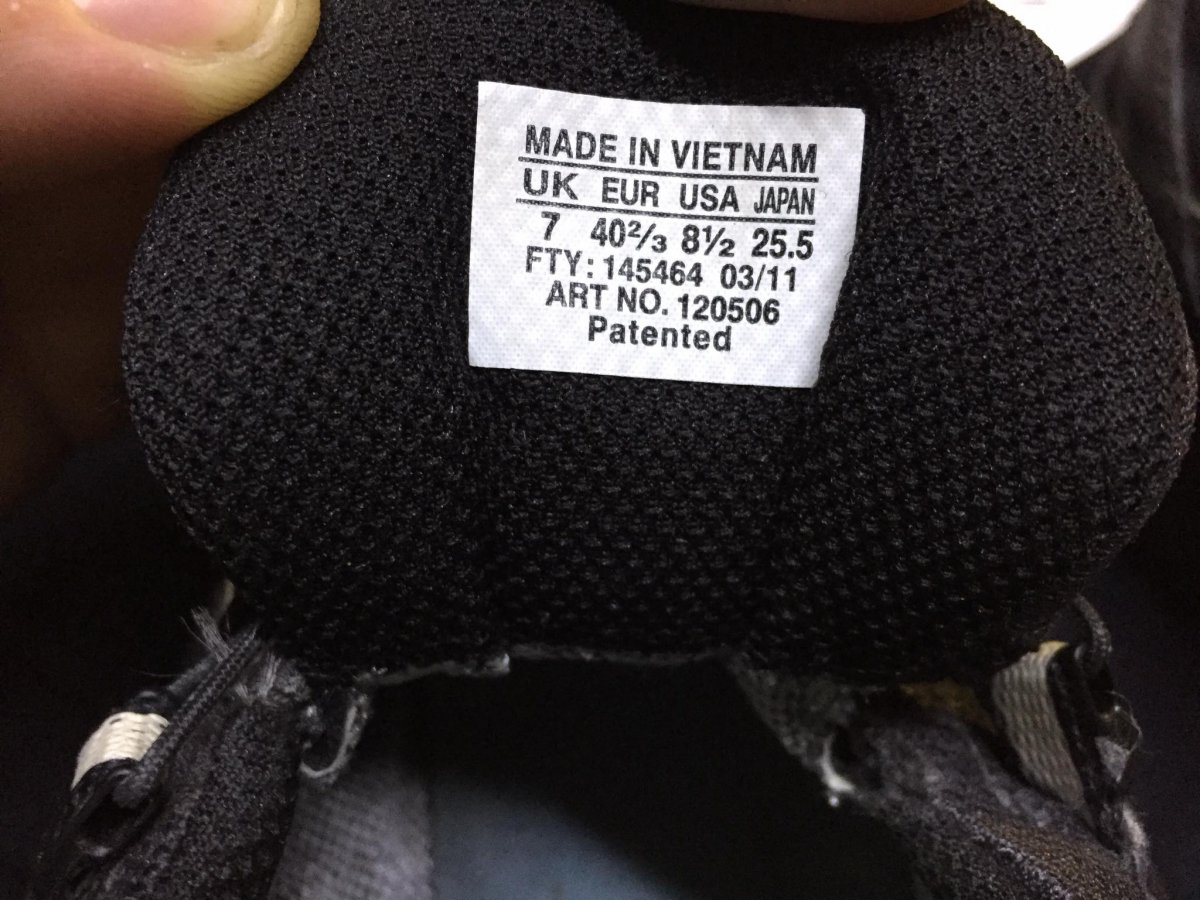 MADE IN VIETNAM
UK EUR USA JAPAN
7 40⅔ 8½ 25.5
FTY: 145464 03/11
ART NO. 120506
Patented